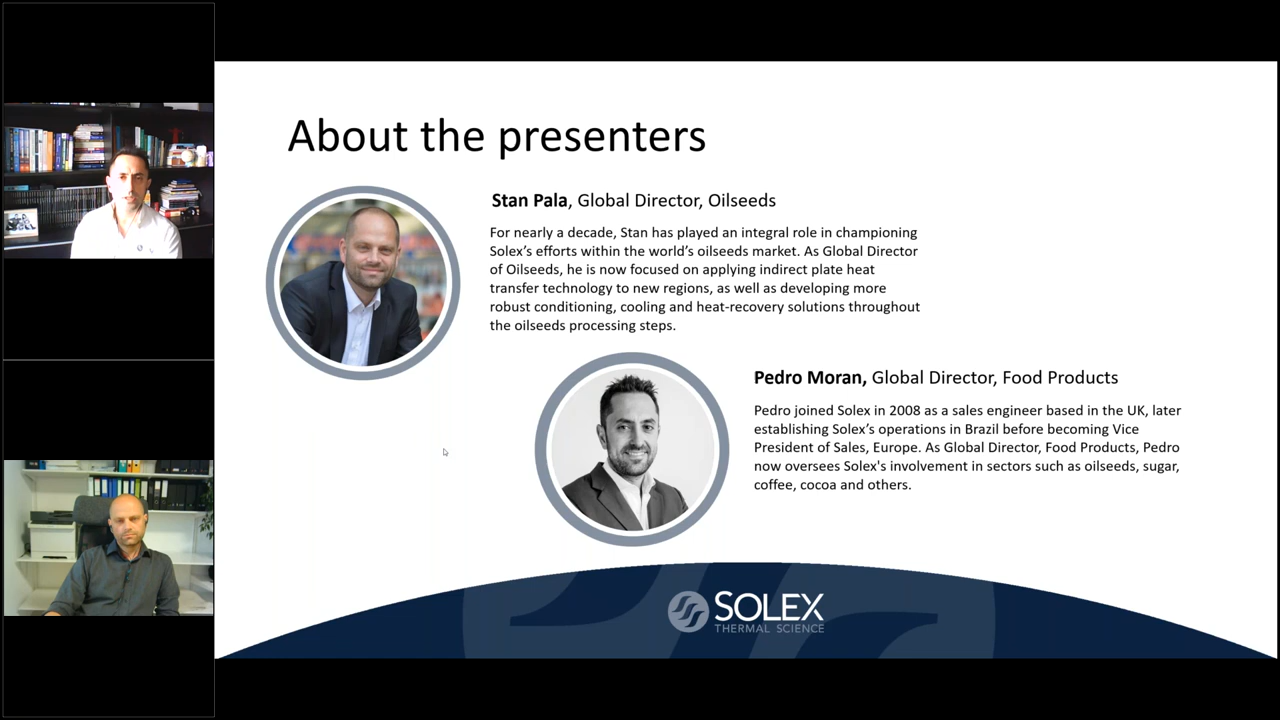 About the presenters
Stan Pala, Global Director, Oilseeds
For nearly a decade, Stan has played an integral role in championing
Solex’s efforts within the world’s oilseeds market. As Global Director
of Oilseeds, he is now focused on applying indirect plate heat
transfer technology to new regions, as well as developing more
robust conditioning, cooling and heat-recovery solutions throughout
the oilseeds processing steps.
Pedro Moran, Global Director, Food Products
Pedro joined Solex in 2008 as a sales engineer based in the UK, later
establishing Solex’s operations in Brazil before becoming Vice
President of Sales, Europe. As Global Director, Food Products, Pedro
now oversees Solex's involvement in sectors such as oilseeds, sugar,
coffee, cocoa and others.
SOLEX
THERMAL SCIENCE